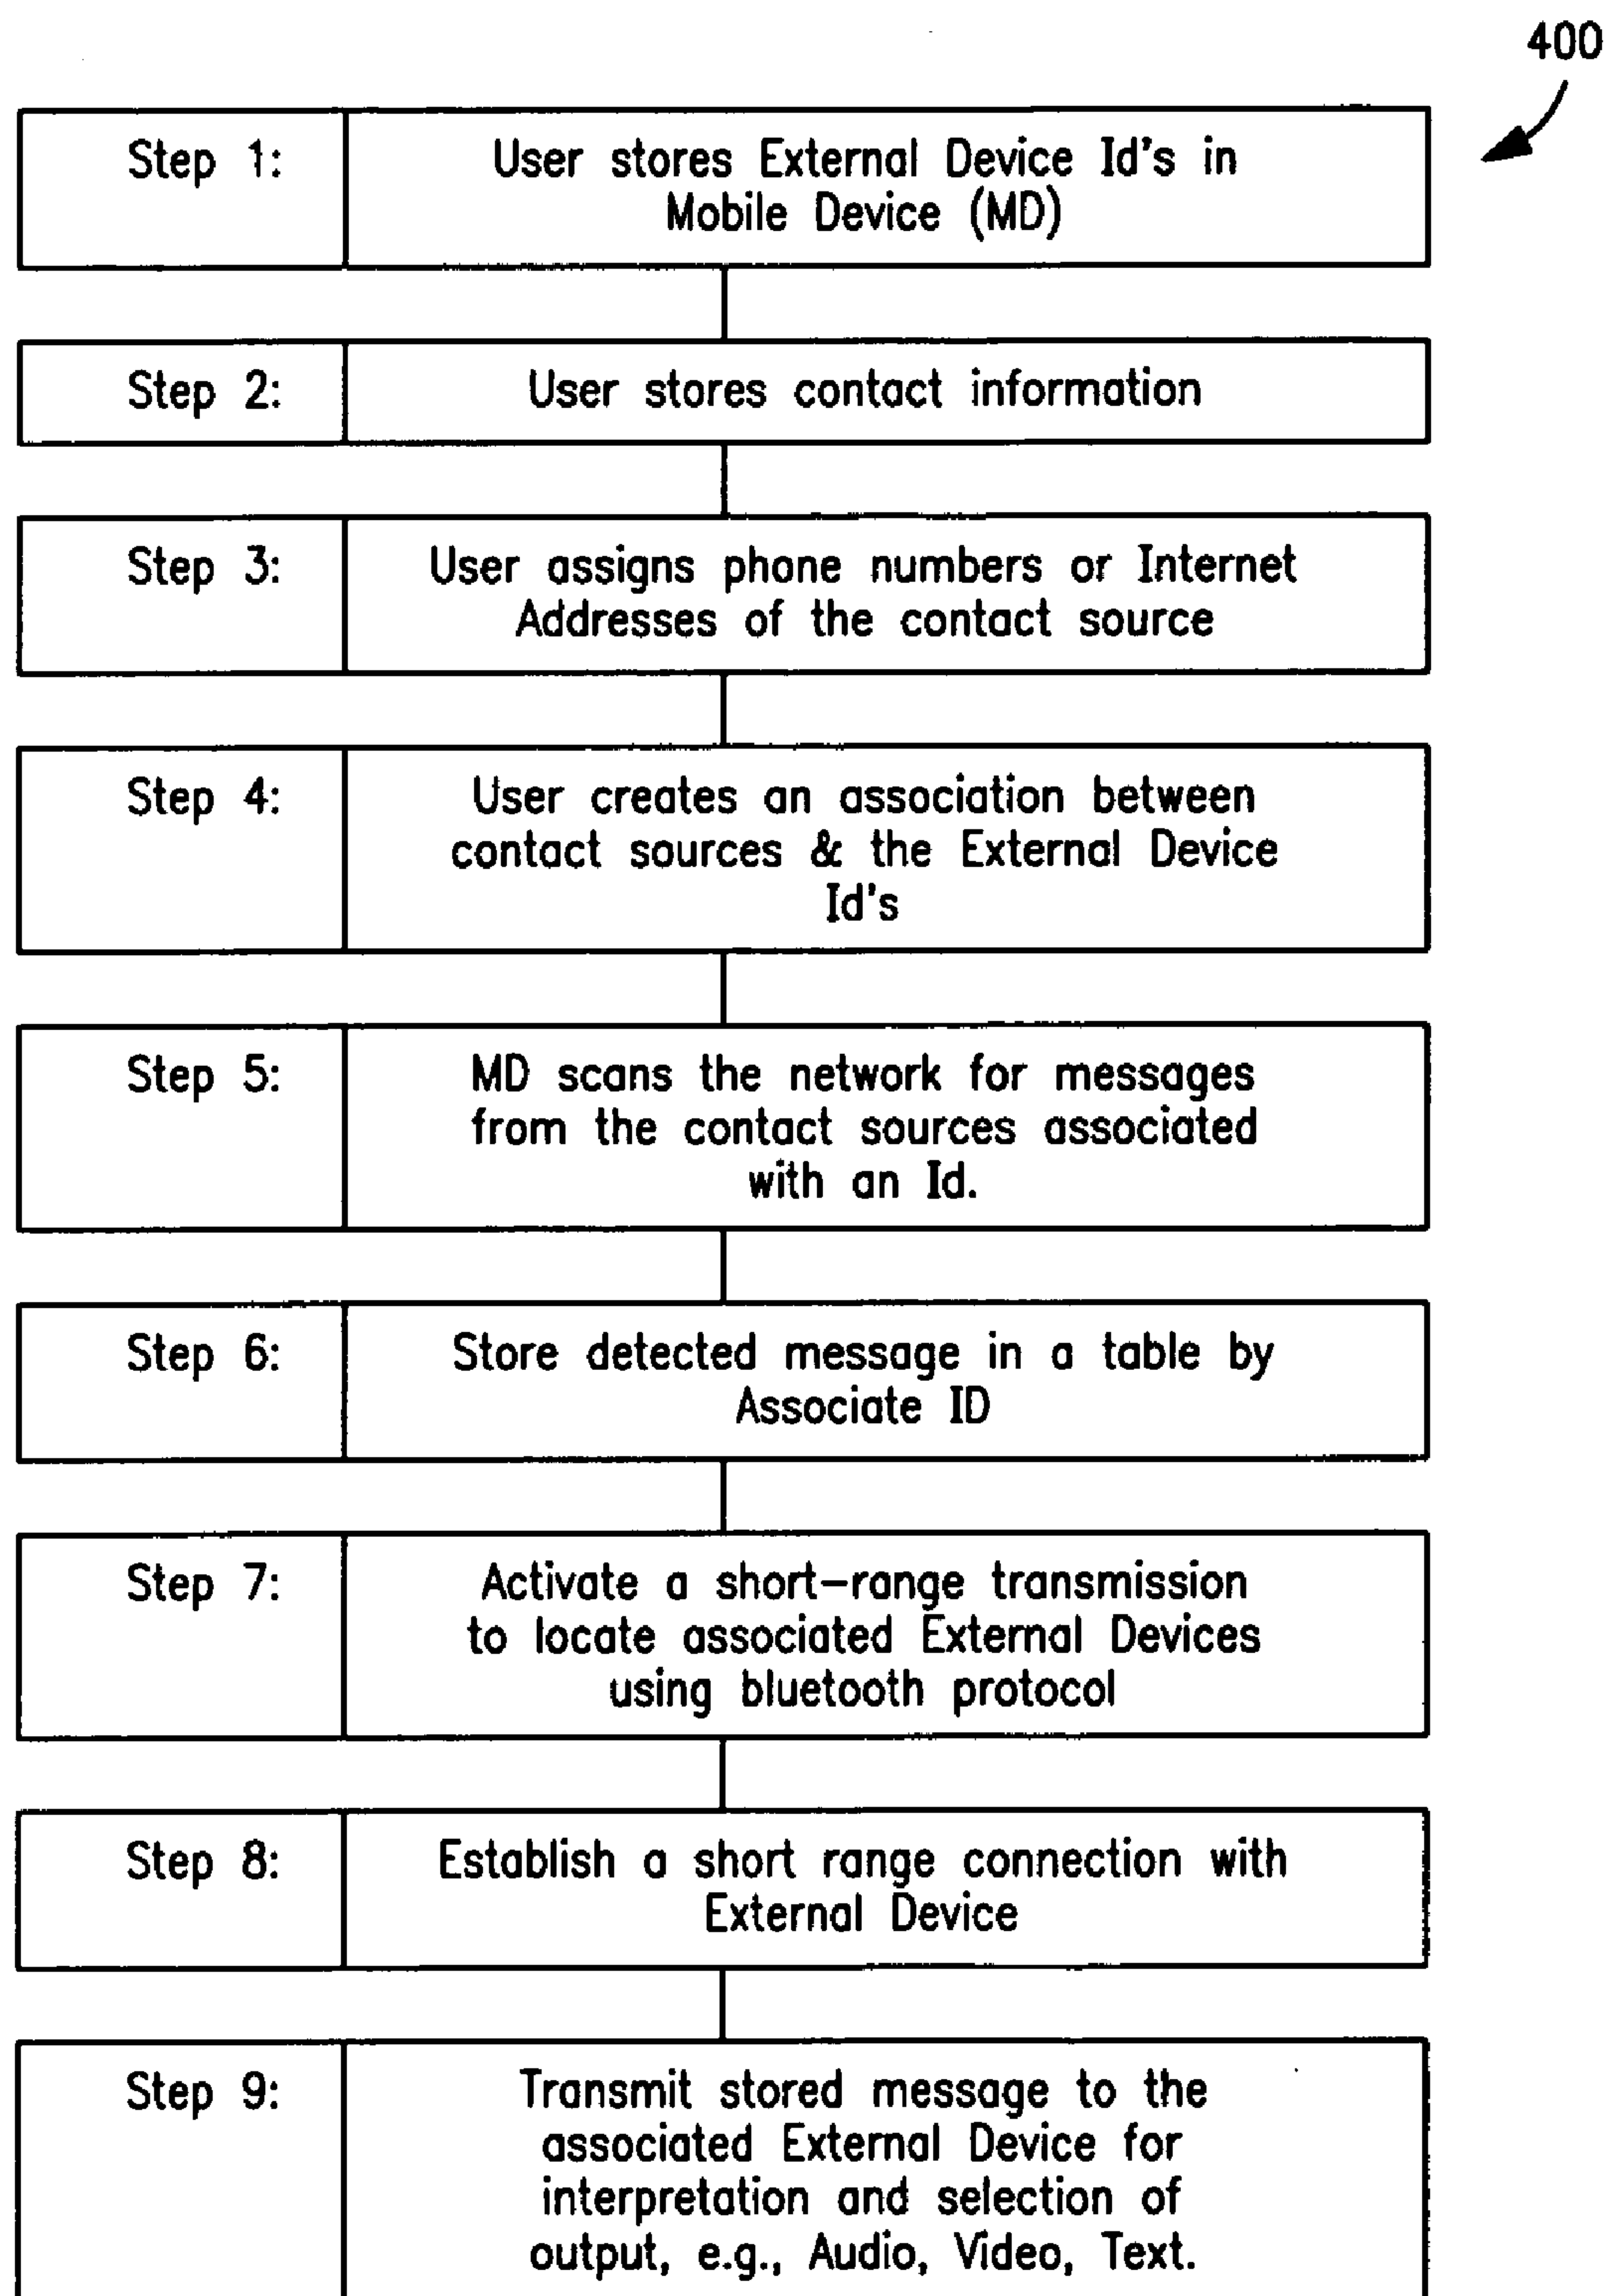 400
Step 1:
User stores External Device Id's in
Mobile Device (MD)
Step 2:
User stores contact information
Step 3:
User assigns phone numbers or Internet
Addresses of the contact source
Step 4:
User creates an association between
contact sources & the External Device
Id's
Step 5:
MD scans the network for messages
from the contact sources associated
with an Id.
Step 6:
Store detected message in a table by
Associate ID
Step 7:
Activate a short-range transmission
to locate associated External Devices
using bluetooth protocol
Step 8:
Establish a short range connection with
External Device
Step 9:
Transmit stored message to the
associated External Device for
interpretation and selection of
output, e.g., Audio, Video, Text.